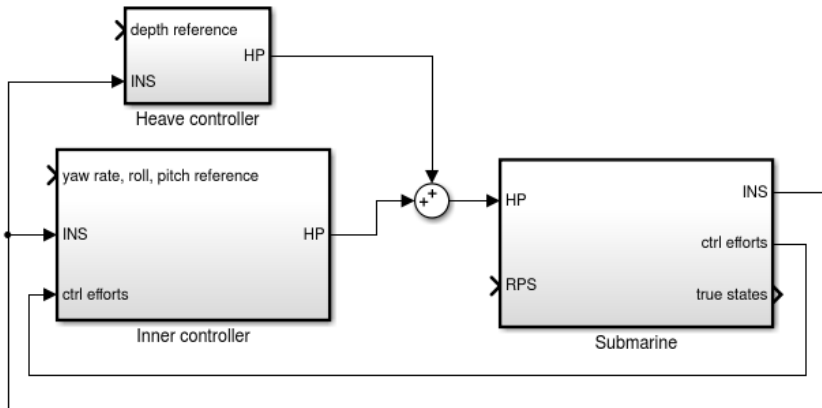 depth reference
HP
INS
Heave controller
yaw rate, roll, pitch reference
INS
HP
ctrl efforts
Inner controller
+
+
HP
INS
ctrl efforts
RPS
true states
Submarine